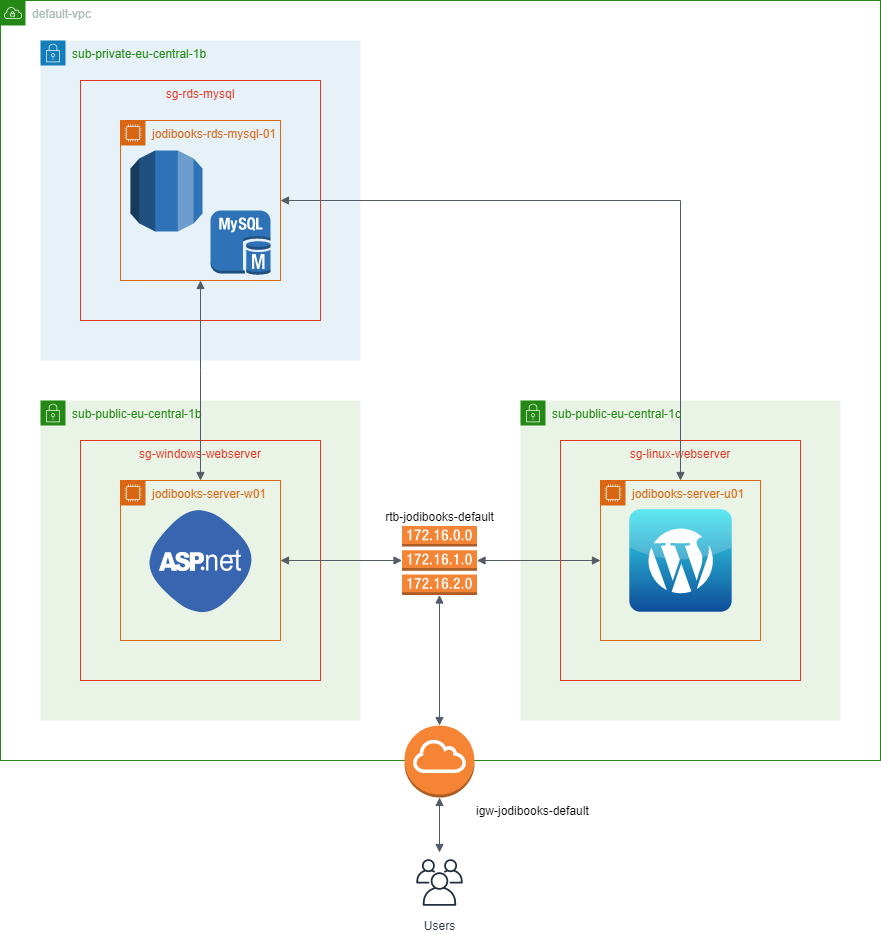 default-vpc
sub-private-eu-central-1b
sg-rds-mysql
jodibooks-rds-mysql-01
MySQL
M
sub-public-eu-central-1b
sg-windows-webserver
jodibooks-server-w01
ASP.net
rtb-jodibooks-default
172.16.0.0
172.16.1.0
172.16.2.0
sub-public-eu-central-1c
sg-linux-webserver
jodibooks-server-u01
W
igw-jodibooks-default
Users